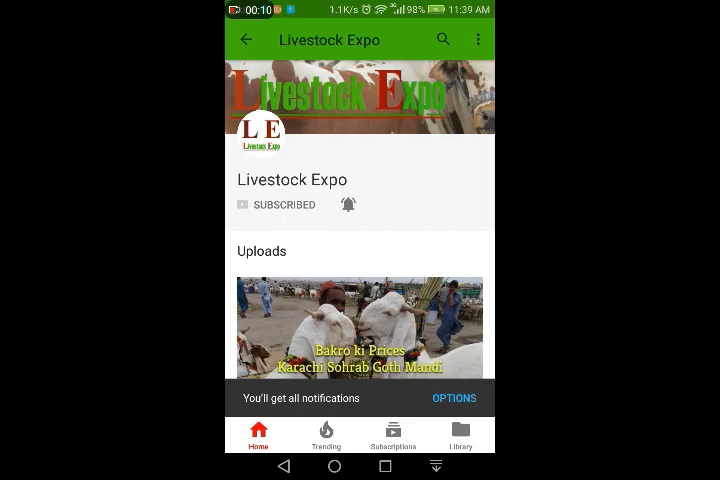 00:10 1.1K/s 3G 98% 11:39 AM
Livestock Expo
Livestock Expo
L E
Livestock Expo
Livestock Expo
SUBSCRIBED
Uploads
Bakro ki Prices
Karachi Sohrab Goth Mandi
You'll get all notifications OPTIONS
Home Trending Subscriptions Library